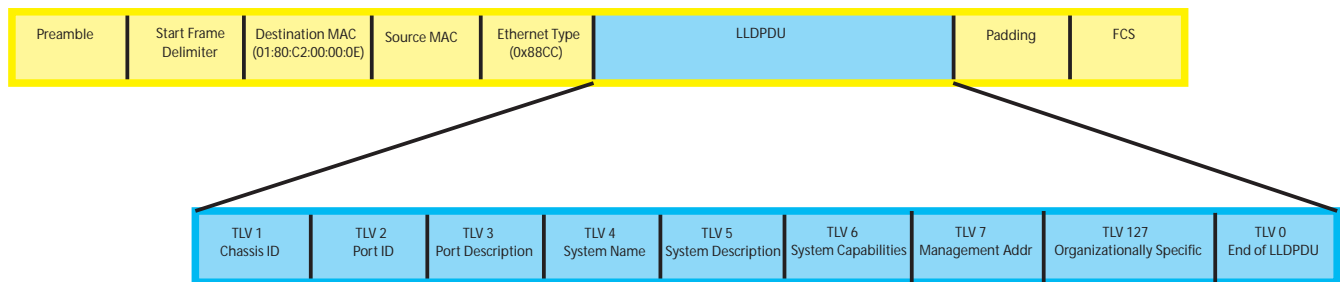 Preamble
Start Frame
Delimiter
Destination MAC
(01:80:C2:00:00:0E)
Source MAC
Ethernet Type
(0x88CC)
LLDPDU
Padding
FCS
TLV 1
Chassis ID
TLV 2
Port ID
TLV 3
Port Description
TLV 4
System Name
TLV 5
System Description
TLV 6
System Capabilities
TLV 7
Management Addr
TLV 127
Organizationally Specific
TLV 0
End of LLDPDU